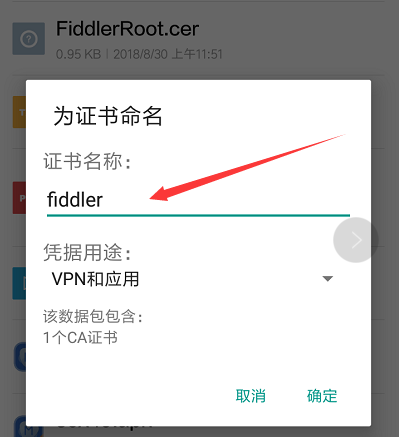 FiddlerRoot.cer
0.95 KB | 2018/8/30 上午11:51
为证书命名
证书名称：
fiddler
凭据用途：
VPN和应用
该数据包包含：
1个CA证书
取消 确定